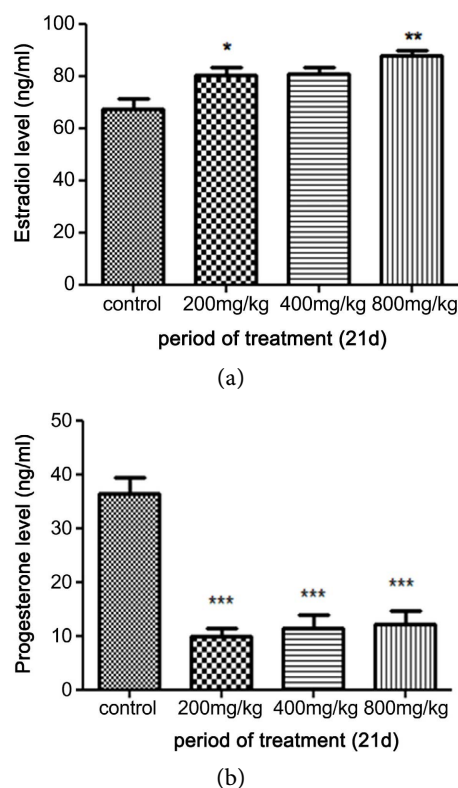 Estradiol level (ng/ml)
100
80
60
40
20
0
*
**
control 200mg/kg 400mg/kg 800mg/kg
period of treatment (21d)
(a)
Progesterone level (ng/ml)
50
40
30
20
10
0
***
***
***
control 200mg/kg 400mg/kg 800mg/kg
period of treatment (21d)
(b)